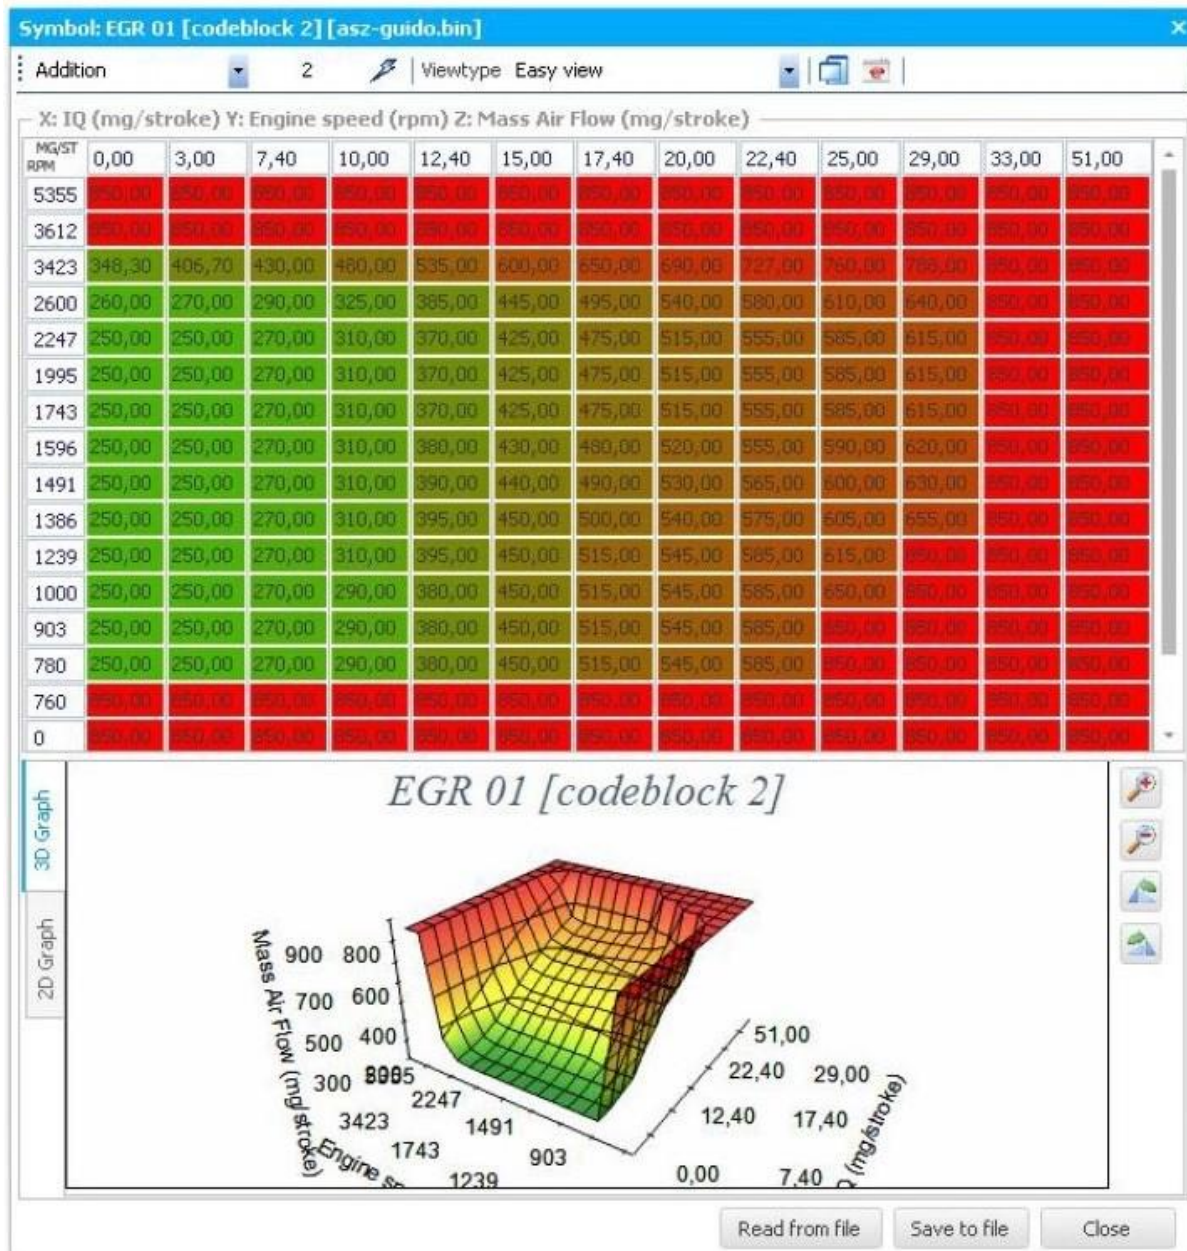 Symbol: EGR 01 [codeblock 2] [asz-guido.bin]
Addition 2 Viewtype Easy view
X: IQ (mg/stroke) Y: Engine speed (rpm) Z: Mass Air Flow (mg/stroke)
MG/ST
RPM 0,00 3,00 7,40 10,00 12,40 15,00 17,40 20,00 22,40 25,00 29,00 33,00 51,00
5355 850,00 850,00 850,00 850,00 850,00 850,00 850,00 850,00 850,00 850,00 850,00 850,00 850,00
3612 850,00 850,00 850,00 850,00 850,00 850,00 850,00 850,00 850,00 850,00 850,00 850,00 850,00
3423 348,30 406,70 430,00 480,00 535,00 600,00 650,00 690,00 727,00 760,00 850,00 850,00
2600 260,00 270,00 290,00 325,00 385,00 445,00 495,00 540,00 580,00 610,00 640,00 850,00 850,00
2247 250,00 250,00 270,00 310,00 370,00 425,00 475,00 515,00 555,00 585,00 615,00 850,00 850,00
1995 250,00 250,00 270,00 310,00 370,00 425,00 475,00 515,00 555,00 585,00 615,00 850,00 850,00
1743 250,00 250,00 270,00 310,00 370,00 425,00 475,00 515,00 555,00 585,00 615,00 850,00 850,00
1596 250,00 250,00 270,00 310,00 380,00 430,00 480,00 520,00 555,00 590,00 620,00 850,00 850,00
1491 250,00 250,00 270,00 310,00 390,00 440,00 490,00 530,00 565,00 600,00 630,00 850,00 850,00
1386 250,00 250,00 270,00 310,00 395,00 450,00 500,00 540,00 575,00 605,00 655,00 850,00 850,00
1239 250,00 250,00 270,00 310,00 395,00 450,00 515,00 545,00 585,00 615,00 850,00 850,00 850,00
1000 250,00 250,00 270,00 290,00 380,00 450,00 515,00 545,00 585,00 650,00 850,00 850,00 850,00
903 250,00 250,00 270,00 290,00 380,00 450,00 515,00 545,00 585,00 850,00 850,00 850,00 850,00
780 250,00 250,00 270,00 290,00 380,00 450,00 515,00 545,00 585,00 850,00 850,00 850,00 850,00
760 850,00 850,00 850,00 850,00 850,00 850,00 850,00 850,00 850,00 850,00 850,00 850,00 850,00
0 850,00 850,00 850,00 850,00 850,00 850,00 850,00 850,00 850,00 850,00 850,00 850,00 850,00
3D Graph
2D Graph
EGR 01 [codeblock 2]
Mass Air Flow (mg/stroke)
900 800
700 600
500 400
300
2247
3423 1491
1743 903
1239
Engine sp
51,00
22,40 29,00
12,40 17,40
0,00 7,40
Q (mg/stroke)
Read from file Save to file Close